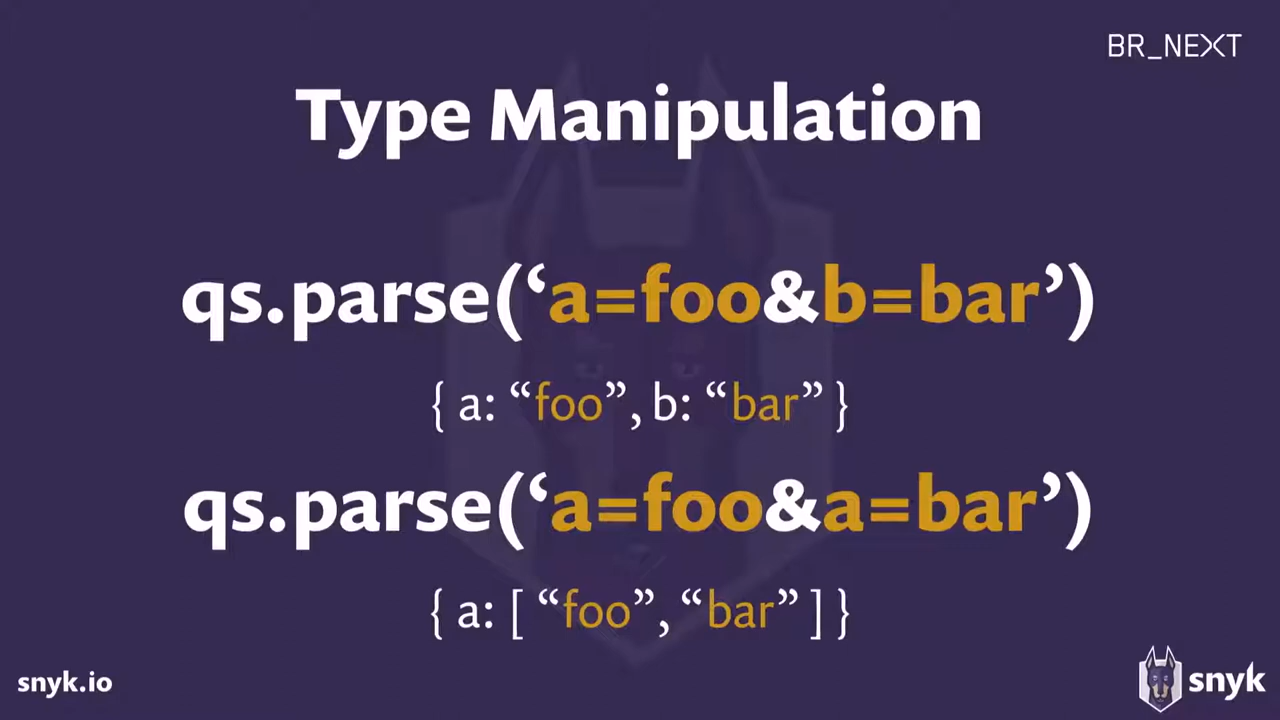 BR_NEXT
Type Manipulation
qs.parse(‘a=foo&b=bar’)
{ a: “foo”, b: “bar” }
qs.parse(‘a=foo&a=bar’)
{ a: [ “foo”, “bar” ] }
snyk.io
snyk